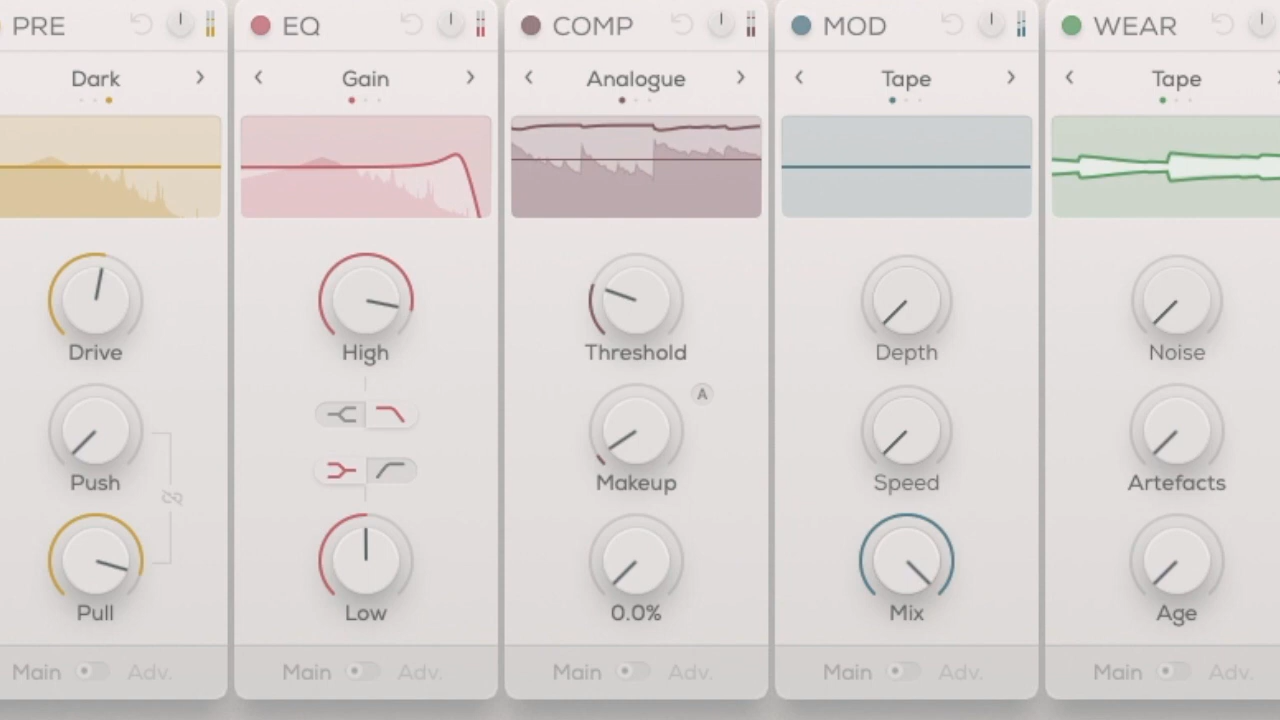 PRE
EQ
COMP
MOD
WEAR
Dark
Gain
Analogue
Tape
Tape
Drive
High
Threshold
Depth
Noise
A
Push
Makeup
Speed
Artefacts
Pull
Low
0.0%
Mix
Age
Main Adv.
Main Adv.
Main Adv.
Main Adv.
Main Adv.